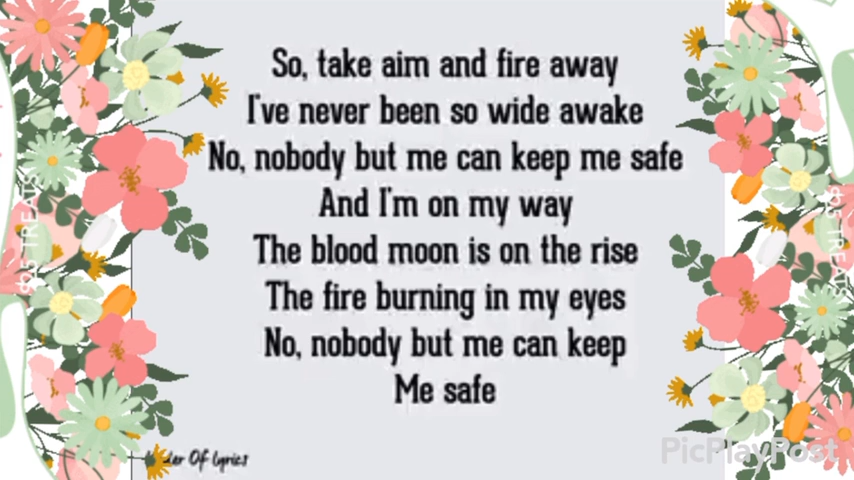 So, take aim and fire away
I've never been so wide awake
No, nobody but me can keep me safe
And I'm on my way
The blood moon is on the rise
The fire burning in my eyes
No, nobody but me can keep
Me safe
Of Lyrics
PicPlayPost